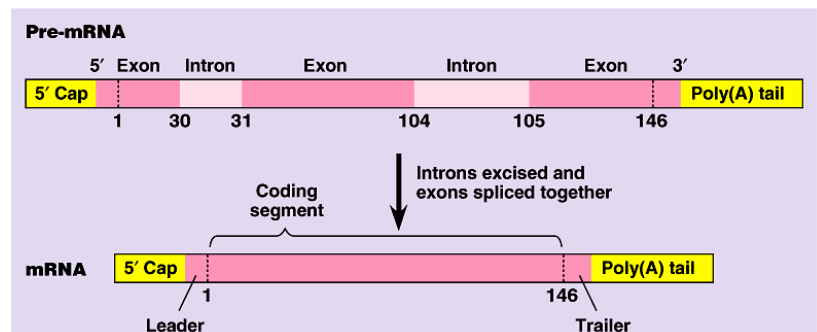 Pre-mRNA
5′ Exon Intron Exon Intron Exon 3′
5′ Cap Poly(A) tail
1 30 31 104 105 146
Introns excised and
exons spliced together
Coding
segment
mRNA 5′ Cap Poly(A) tail
1 146
Leader Trailer